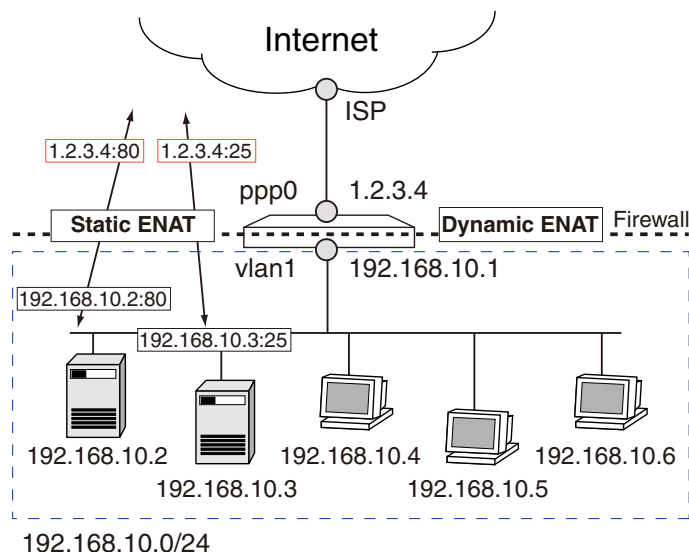 Internet
ISP
1.2.3.4:80
1.2.3.4:25
ppp0
1.2.3.4
Static ENAT
Dynamic ENAT
Firewall
vlan1
192.168.10.1
192.168.10.2:80
192.168.10.3:25
192.168.10.2
192.168.10.3
192.168.10.4
192.168.10.5
192.168.10.6
192.168.10.0/24